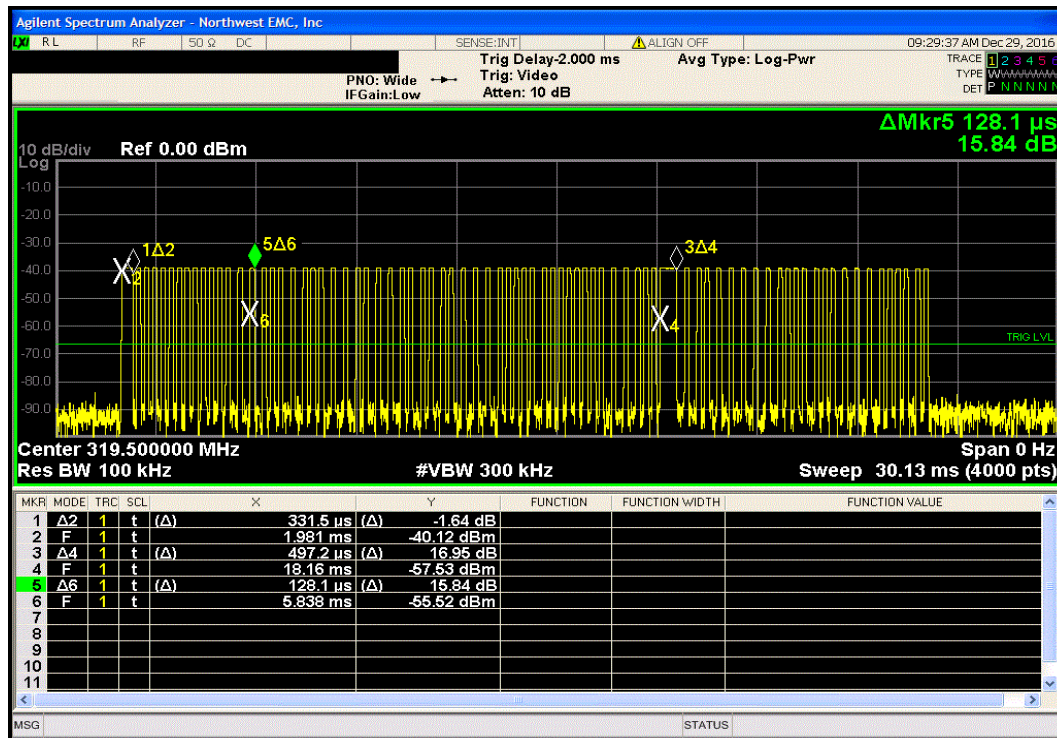 Agilent Spectrum Analyzer - Northwest EMC, Inc
LXI RL RF 50 Ω DC SENSE:INT ALIGN OFF 09:29:37 AM Dec 29, 2016
Trig Delay-2.000 ms Avg Type: Log-Pwr TRACE 1 2 3 4 5 6
PNO: Wide Trig: Video TYPE WWWWWW
IFGain:Low Atten: 10 dB DET P N N N N N
ΔMkr5 128.1 µs
10 dB/div Ref 0.00 dBm 15.84 dB
Log
-10.0
-20.0
-30.0
1Δ2 5Δ6 3Δ4
-40.0
2
-50.0
6 4
-60.0
TRIG LVL
-70.0
-80.0
-90.0
Center 319.500000 MHz Span 0 Hz
Res BW 100 kHz #VBW 300 kHz Sweep 30.13 ms (4000 pts)
MKR MODE TRC SCL X Y FUNCTION FUNCTION WIDTH FUNCTION VALUE
1 Δ2 1 t (Δ) 331.5 µs (Δ) -1.64 dB
2 F 1 t 1.981 ms -40.12 dBm
3 Δ4 1 t (Δ) 497.2 µs (Δ) 16.95 dB
4 F 1 t 18.16 ms -57.53 dBm
5 Δ6 1 t (Δ) 128.1 µs (Δ) 15.84 dB
6 F 1 t 5.838 ms -55.52 dBm
7
8
9
10
11
MSG STATUS